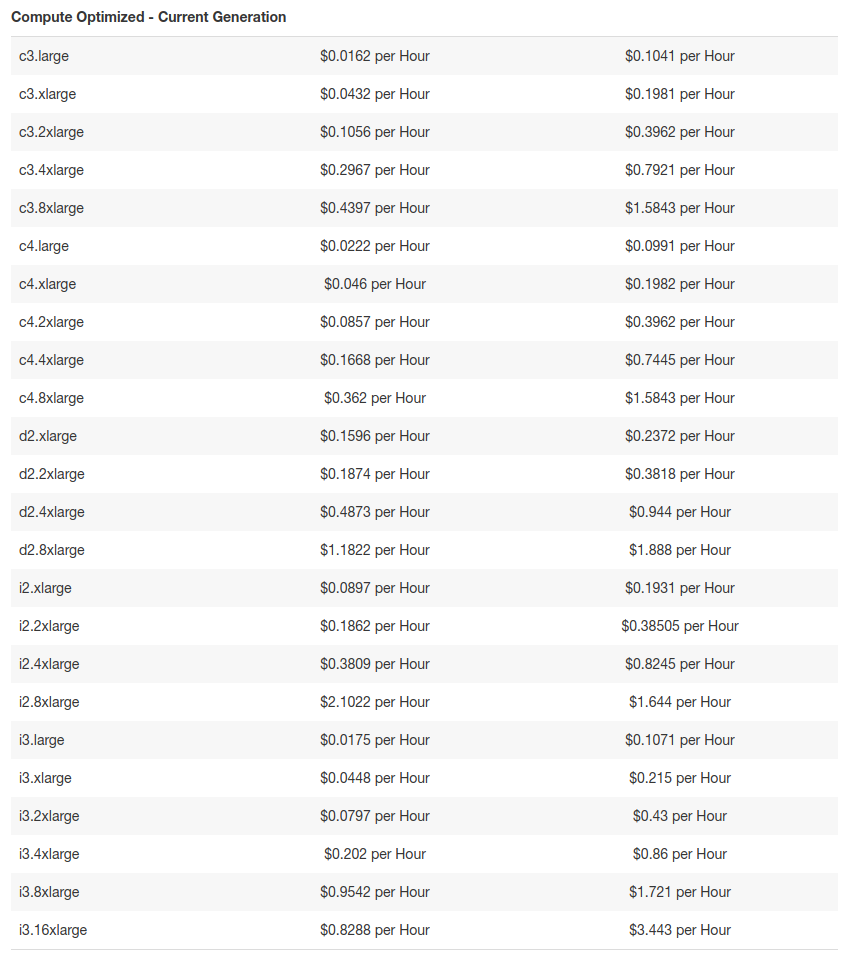 Compute Optimized - Current Generation
c3.large $0.0162 per Hour $0.1041 per Hour
c3.xlarge $0.0432 per Hour $0.1981 per Hour
c3.2xlarge $0.1056 per Hour $0.3962 per Hour
c3.4xlarge $0.2967 per Hour $0.7921 per Hour
c3.8xlarge $0.4397 per Hour $1.5843 per Hour
c4.large $0.0222 per Hour $0.0991 per Hour
c4.xlarge $0.046 per Hour $0.1982 per Hour
c4.2xlarge $0.0857 per Hour $0.3962 per Hour
c4.4xlarge $0.1668 per Hour $0.7445 per Hour
c4.8xlarge $0.362 per Hour $1.5843 per Hour
d2.xlarge $0.1596 per Hour $0.2372 per Hour
d2.2xlarge $0.1874 per Hour $0.3818 per Hour
d2.4xlarge $0.4873 per Hour $0.944 per Hour
d2.8xlarge $1.1822 per Hour $1.888 per Hour
i2.xlarge $0.0897 per Hour $0.1931 per Hour
i2.2xlarge $0.1862 per Hour $0.38505 per Hour
i2.4xlarge $0.3809 per Hour $0.8245 per Hour
i2.8xlarge $2.1022 per Hour $1.644 per Hour
i3.large $0.0175 per Hour $0.1071 per Hour
i3.xlarge $0.0448 per Hour $0.215 per Hour
i3.2xlarge $0.0797 per Hour $0.43 per Hour
i3.4xlarge $0.202 per Hour $0.86 per Hour
i3.8xlarge $0.9542 per Hour $1.721 per Hour
i3.16xlarge $0.8288 per Hour $3.443 per Hour